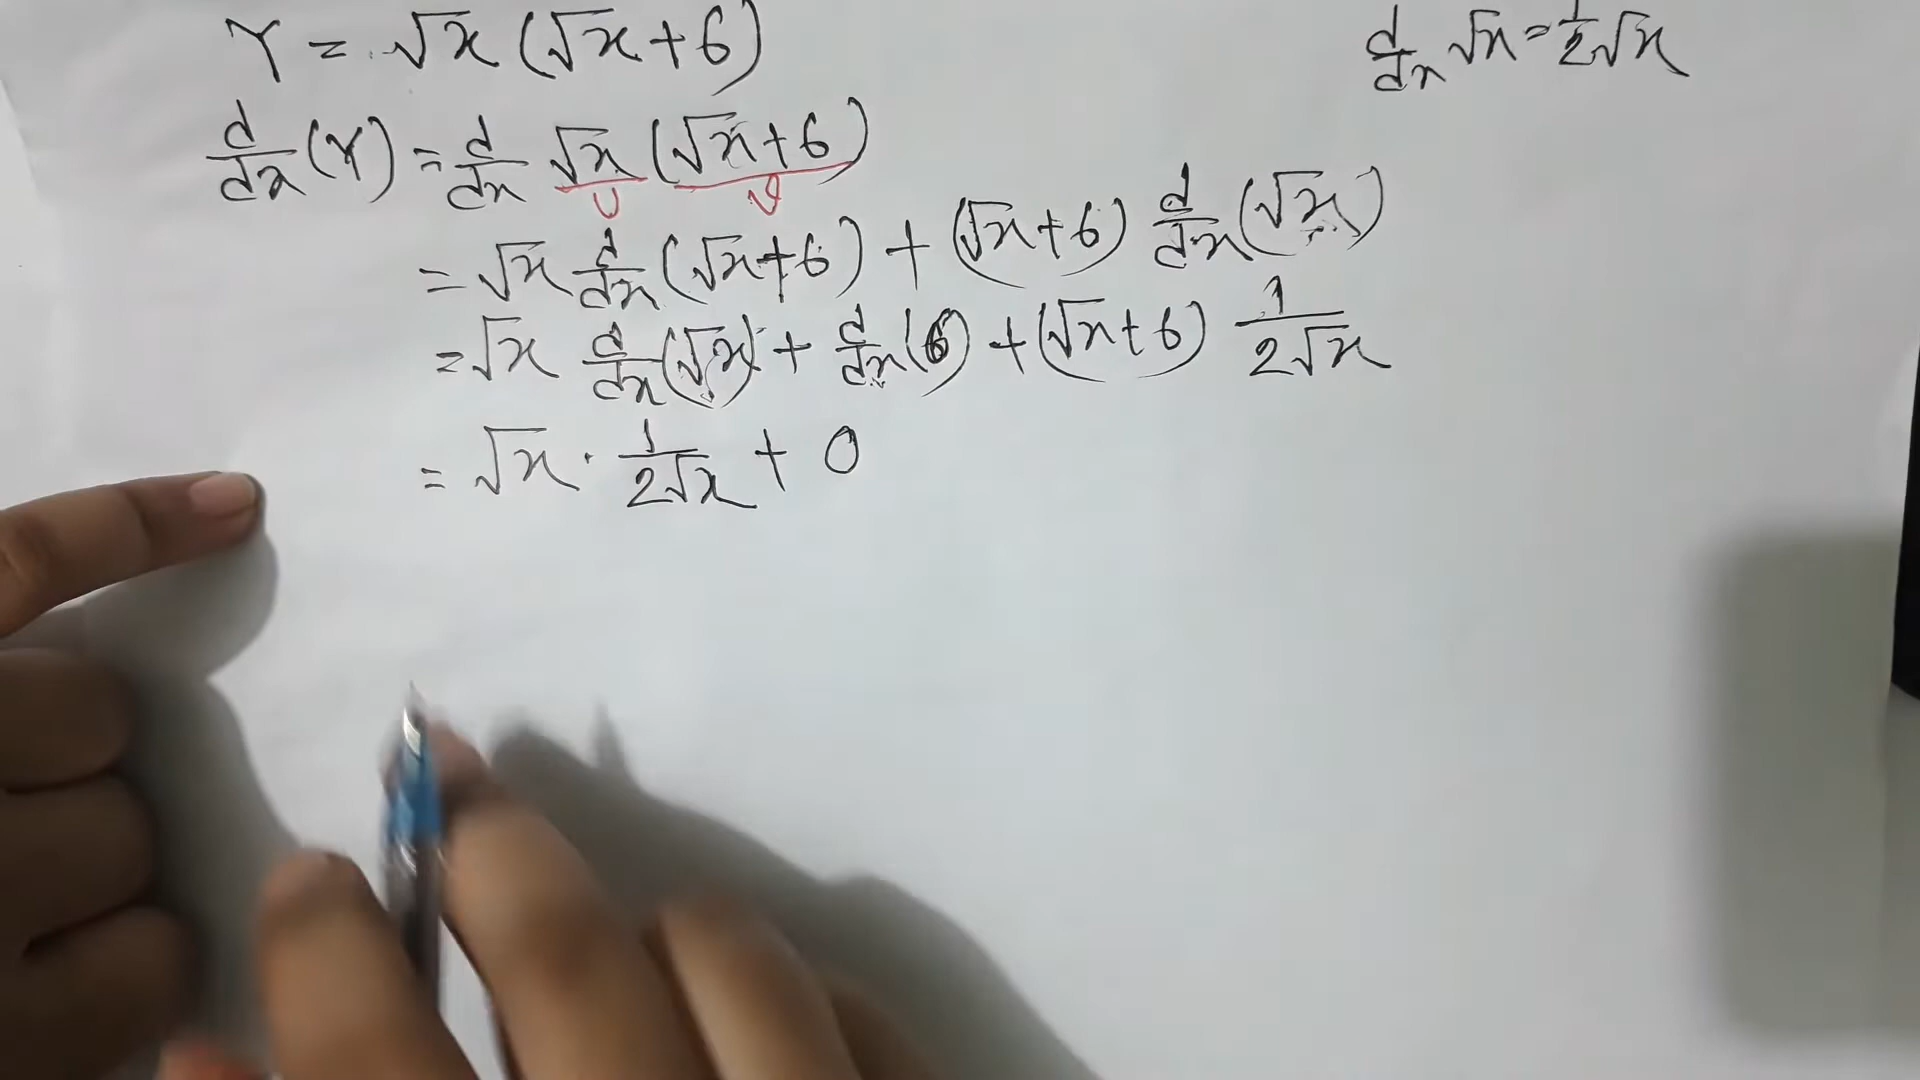 Y = √x (√x + 6)
d/dx √x = 1/2√x
d/dx (Y) = d/dx √x (√x + 6)
U V
= √x d/dx (√x + 6) + (√x + 6) d/dx (√x)
= √x d/dx (√x) + d/dx (6) + (√x + 6) 1/2√x
= √x · 1/2√x + 0